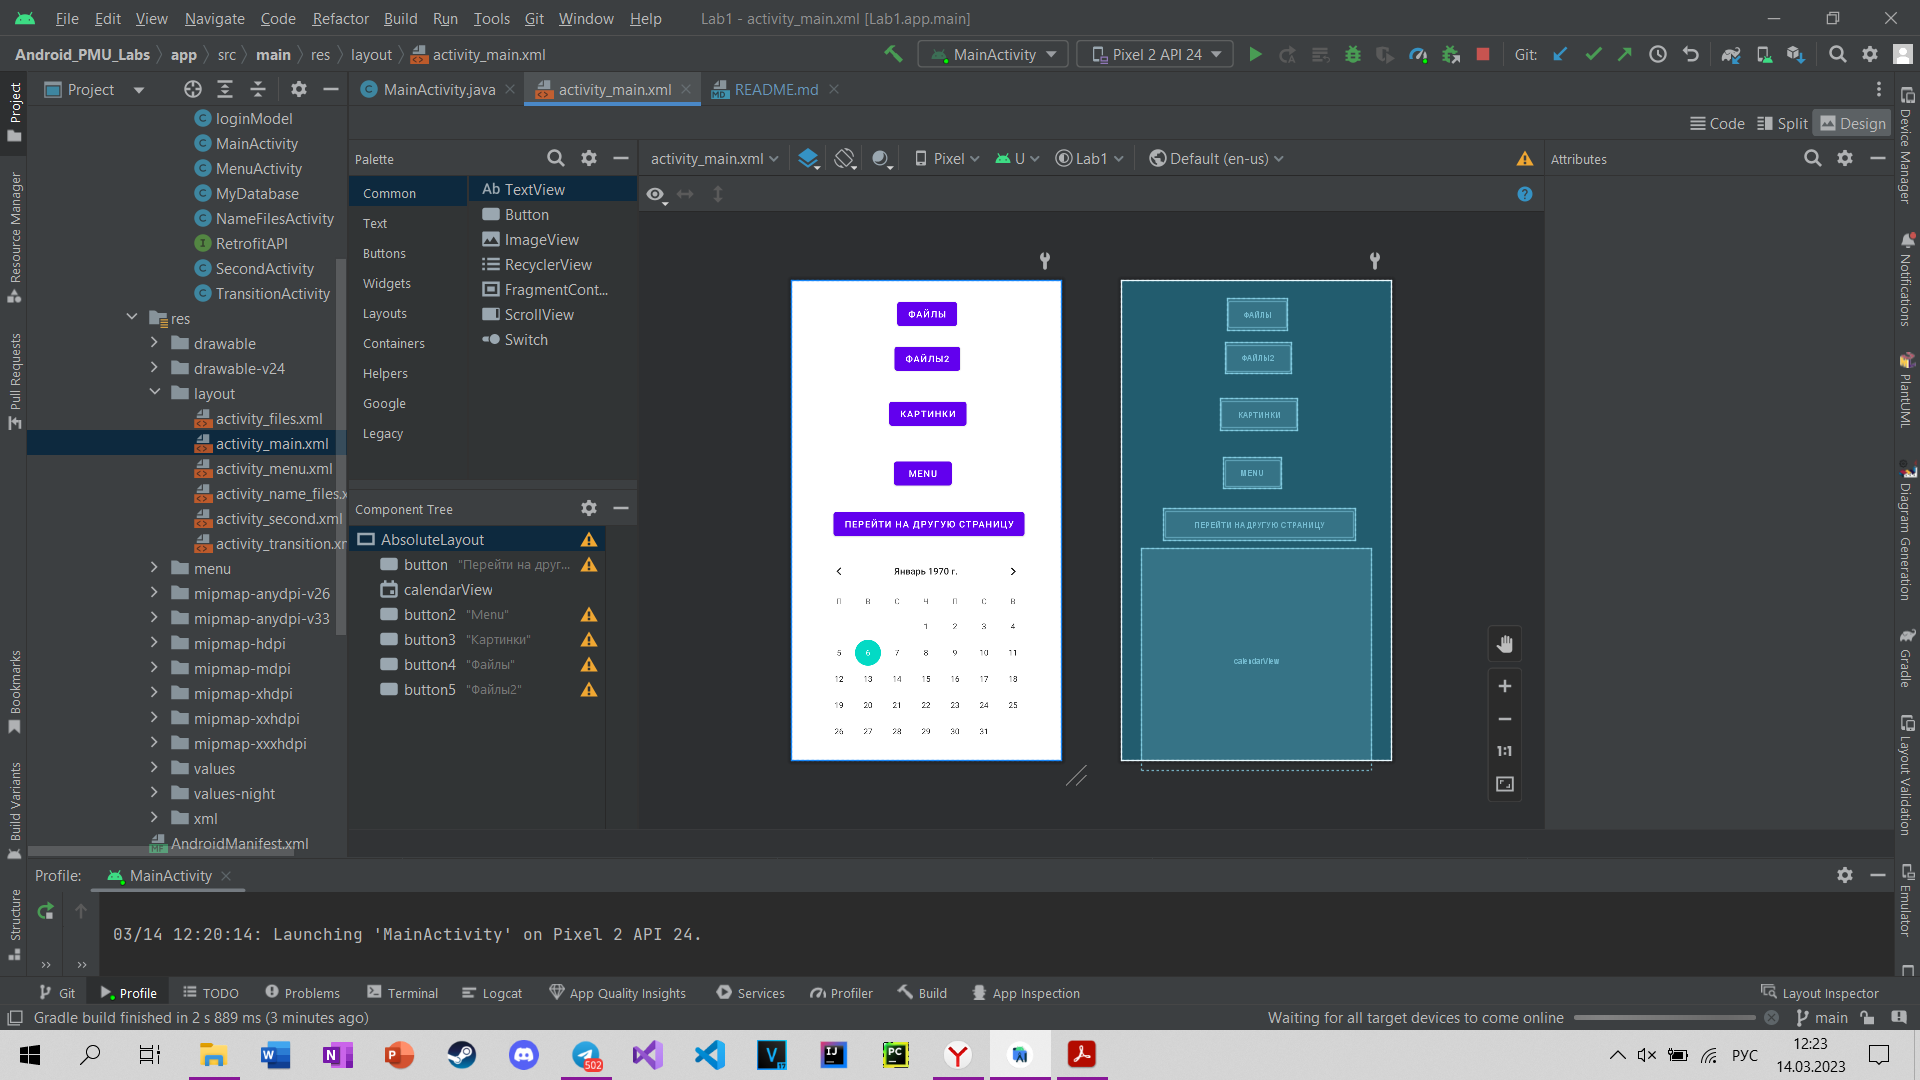 File Edit View Navigate Code Refactor Build Run Tools Git Window Help Lab1 - activity_main.xml [Lab1.app.main]
Android_PMU_Labs app src main res layout activity_main.xml MainActivity Pixel 2 API 24 Git:
Project MainActivity.java activity_main.xml README.md
Code Split Design
loginModel
MainActivity
MenuActivity
MyDatabase
NameFilesActivity
RetrofitAPI
SecondActivity
TransitionActivity
res
drawable
drawable-v24
layout
activity_files.xml
activity_main.xml
activity_menu.xml
activity_name_files.x
activity_second.xml
activity_transition.xr
menu
mipmap-anydpi-v26
mipmap-anydpi-v33
mipmap-hdpi
mipmap-mdpi
mipmap-xhdpi
mipmap-xxhdpi
mipmap-xxxhdpi
values
values-night
xml
AndroidManifest.xml
Palette
Common
Text
Buttons
Widgets
Layouts
Containers
Helpers
Google
Legacy
Ab TextView
Button
ImageView
RecyclerView
FragmentCont...
ScrollView
Switch
Component Tree
AbsoluteLayout
button "Перейти на друг...
calendarView
button2 "Menu"
button3 "Картинки"
button4 "Файлы"
button5 "Файлы2"
activity_main.xml Pixel U Lab1 Default (en-us)
Attributes
ФАЙЛЫ
ФАЙЛЫ2
КАРТИНКИ
MENU
ПЕРЕЙТИ НА ДРУГУЮ СТРАНИЦУ
Январь 1970 г.
П В С Ч П С В
1 2 3 4
5 6 7 8 9 10 11
12 13 14 15 16 17 18
19 20 21 22 23 24 25
26 27 28 29 30 31
ФАЙЛЫ
ФАЙЛЫ2
КАРТИНКИ
MENU
ПЕРЕЙТИ НА ДРУГУЮ СТРАНИЦУ
calendarView
1:1
Project
Resource Manager
Pull Requests
Bookmarks
Build Variants
Structure
Device Manager
Notifications
PlantUML
Diagram Generation
Gradle
Layout Validation
Emulator
Profile: MainActivity
03/14 12:20:14: Launching 'MainActivity' on Pixel 2 API 24.
Git Profile TODO Problems Terminal Logcat App Quality Insights Services Profiler Build App Inspection Layout Inspector
Gradle build finished in 2 s 889 ms (3 minutes ago) Waiting for all target devices to come online main
502
РУС
12:23
14.03.2023